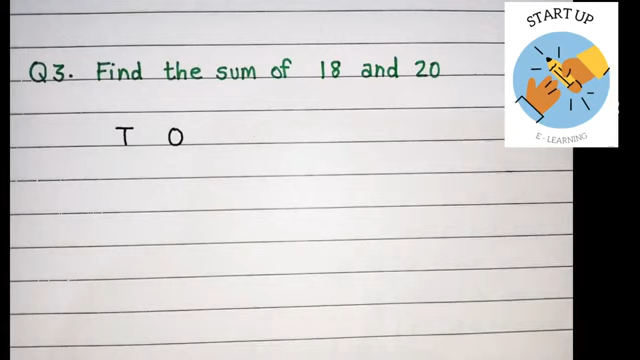 START UP
Q3. Find the sum of 18 and 20
T O
E - LEARNING